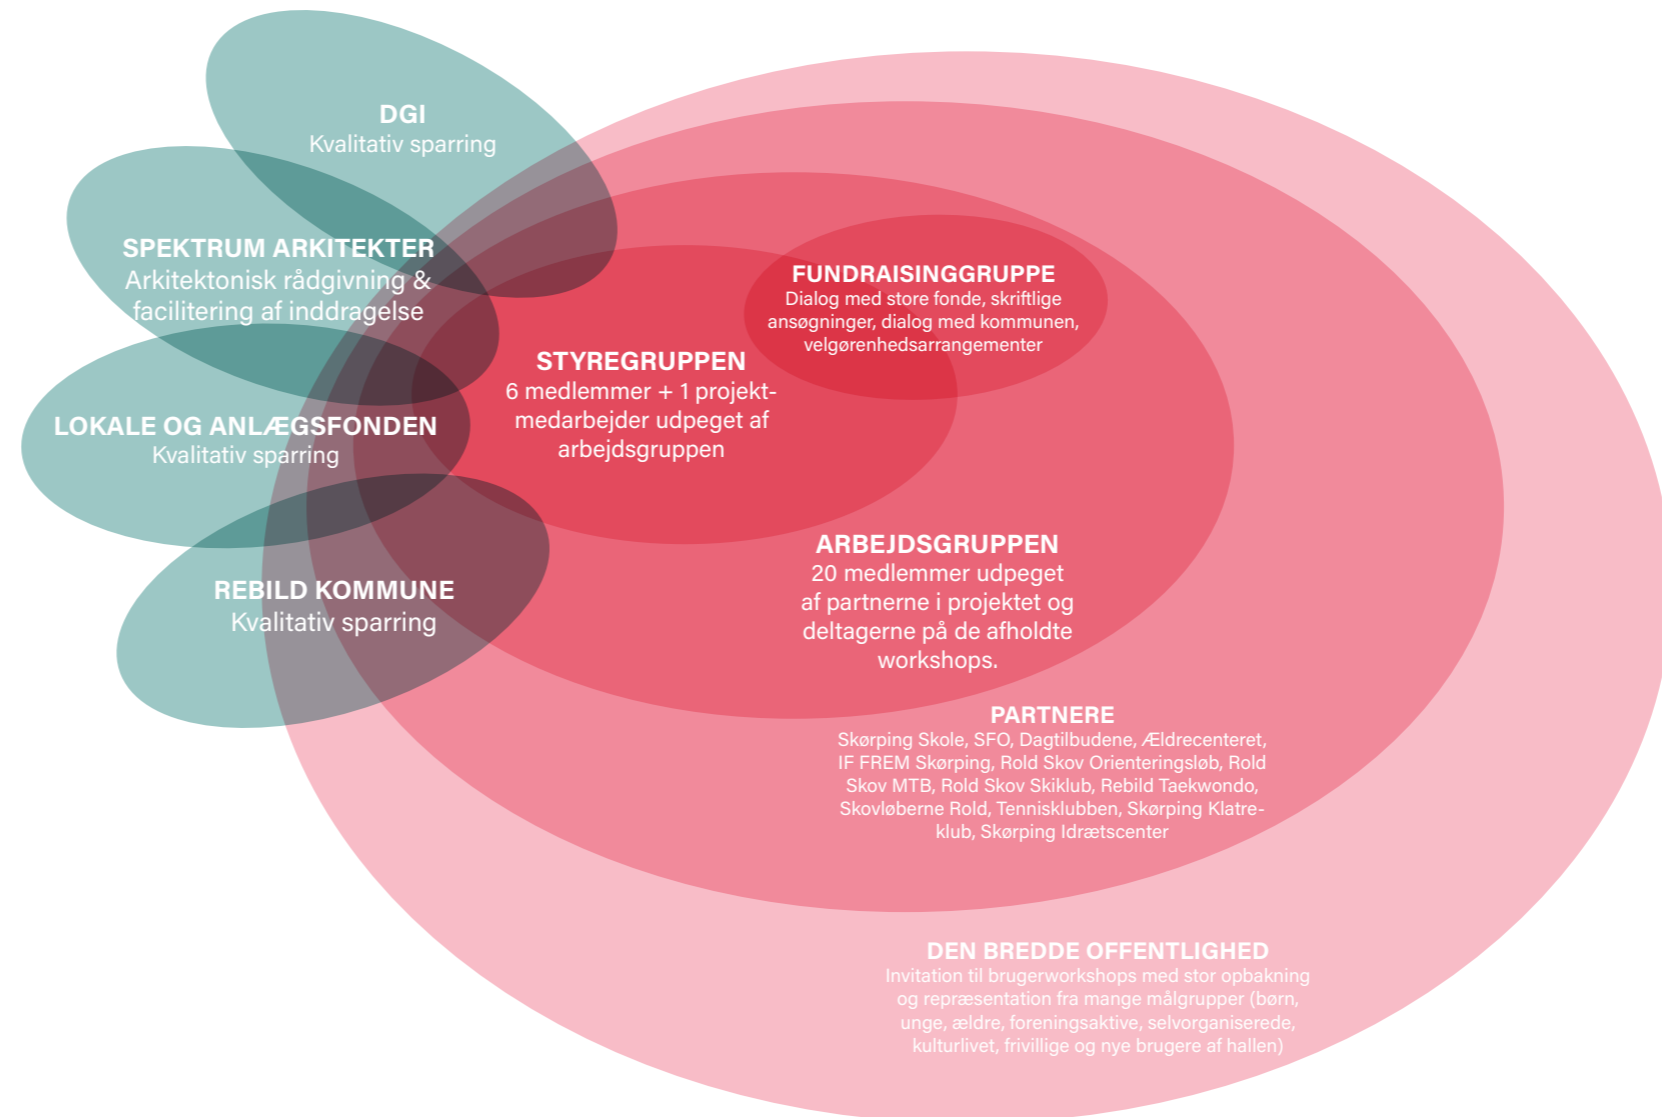 DGI
Kvalitativ sparring
SPEKTRUM ARKITEKTER
Arkitektonisk rådgivning &
facilitering af inddragelse
LOKALE OG ANLÆGSFONDEN
Kvalitativ sparring
REBILD KOMMUNE
Kvalitativ sparring
FUNDRAISINGGRUPPE
Dialog med store fonde, skriftlige
ansøgninger, dialog med kommunen,
velgørenhedsarrangementer
STYREGRUPPEN
6 medlemmer + 1 projekt-
medarbejder udpeget af
arbejdsgruppen
ARBEJDSGRUPPEN
20 medlemmer udpeget
af partnerne i projektet og
deltagerne på de afholdte
workshops.
PARTNERE
Skørping Skole, SFO, Dagtilbudene, Ældrecenteret,
IF FREM Skørping, Rold Skov Orienteringsløb, Rold
Skov MTB, Rold Skov Skiklub, Rebild Taekwondo,
Skovløberne Rold, Tennisklubben, Skørping Klatre-
klub, Skørping Idrætscenter
DEN BREDDE OFFENTLIGHED
Invitation til brugerworkshops med stor opbakning
og repræsentation fra mange målgrupper (børn,
unge, ældre, foreningsaktive, selvorganiserede,
kulturlivet, frivillige og nye brugere af hallen)